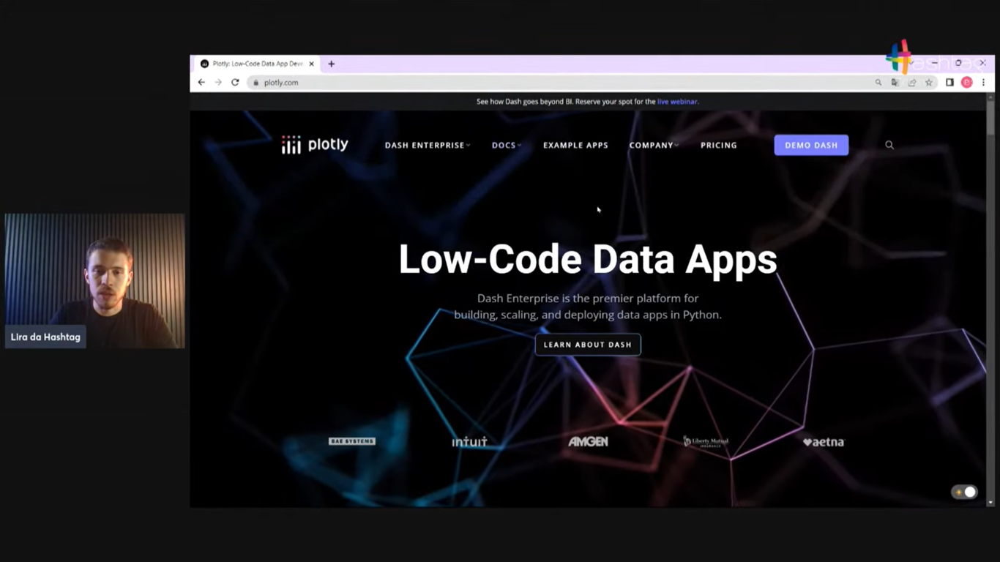 Hashtag
Plotly: Low-Code Data App Deve
plotly.com
See how Dash goes beyond BI. Reserve your spot for the live webinar.
plotly
DASH ENTERPRISE
DOCS
EXAMPLE APPS
COMPANY
PRICING
DEMO DASH
Low-Code Data Apps
Dash Enterprise is the premier platform for
building, scaling, and deploying data apps in Python.
LEARN ABOUT DASH
Lira da Hashtag
BAE SYSTEMS
intuit
AMGEN
Liberty Mutual
INSURANCE
aetna